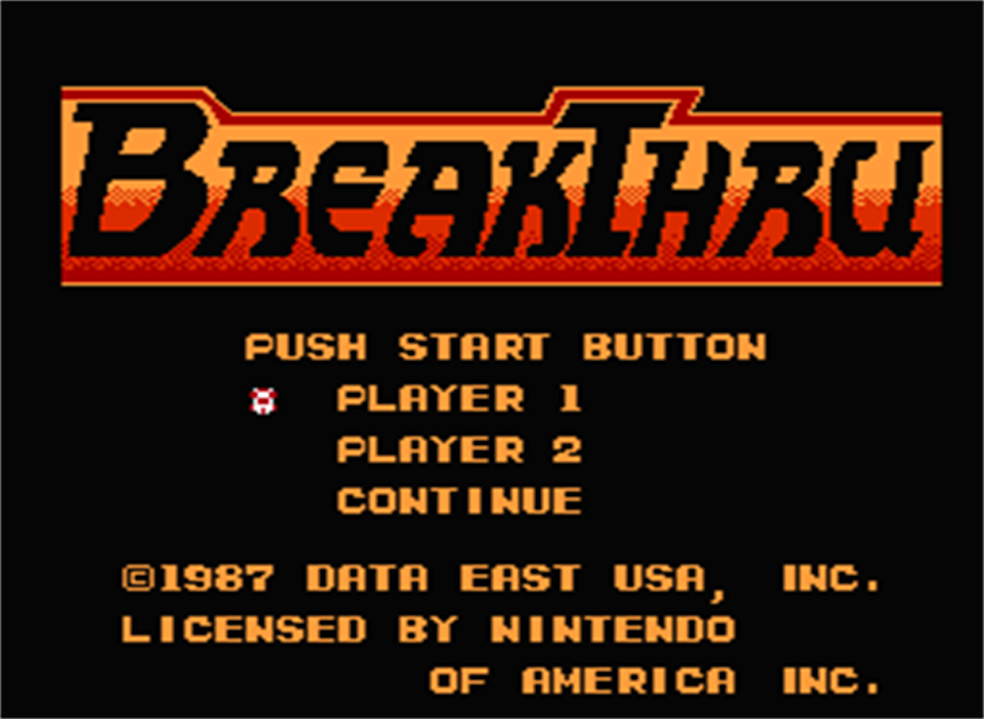 BREAKTHRU
PUSH START BUTTON
PLAYER 1
PLAYER 2
CONTINUE
©1987 DATA EAST USA, INC.
LICENSED BY NINTENDO
OF AMERICA INC.